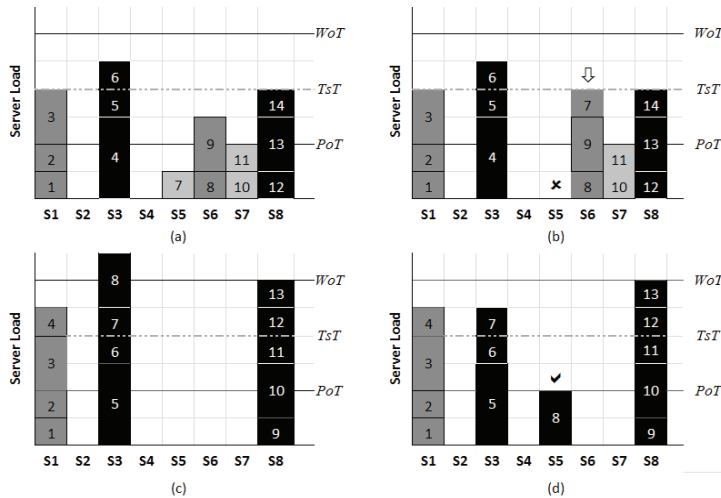 WoT WoT
6 6
Server Load TsT Server Load TsT
3 5 14 3 5 7 14
9 13 PoT 9 13 PoT
2 4 11 2 4 11
1 7 8 10 12 1 8 10 12
S1 S2 S3 S4 S5 S6 S7 S8 S1 S2 S3 S4 S5 S6 S7 S8
(a) (b)
8 WoT WoT
13 13
4 7 12 4 7 12
Server Load TsT Server Load TsT
3 6 11 3 6 11
10 PoT 10 PoT
2 5 2 5 8
1 9 1 9
S1 S2 S3 S4 S5 S6 S7 S8 S1 S2 S3 S4 S5 S6 S7 S8
(c) (d)